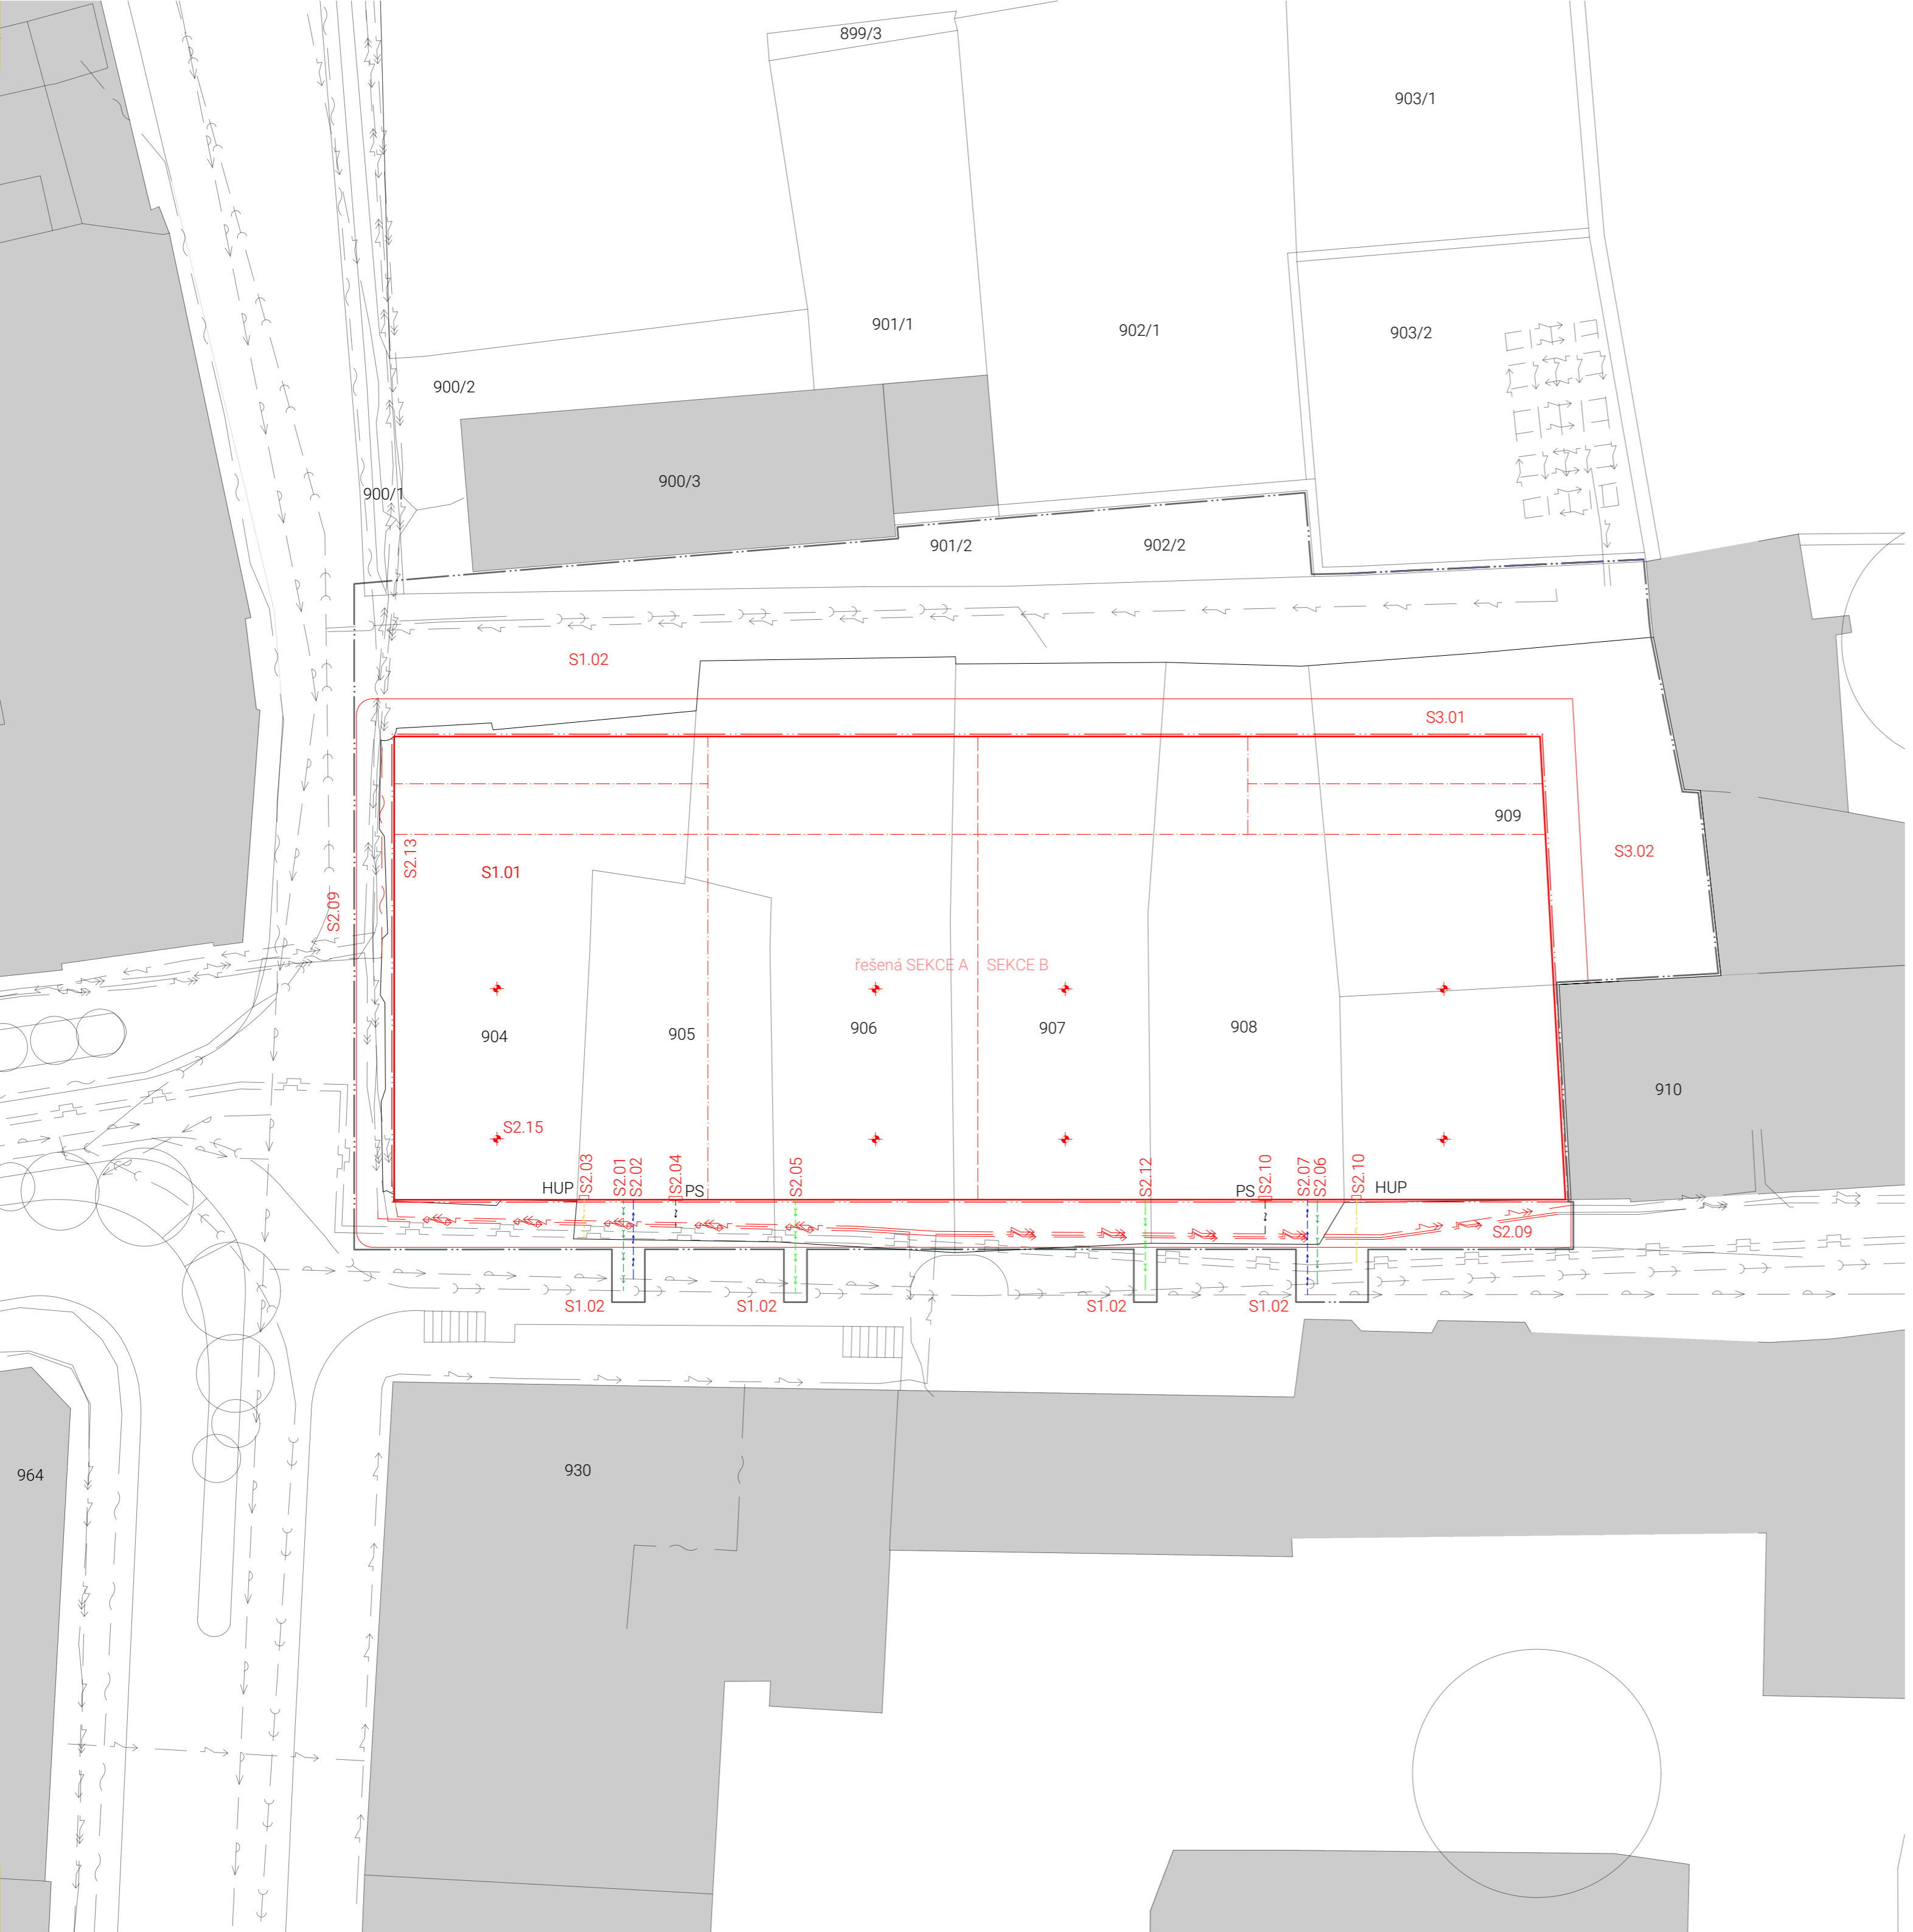 899/3
903/1
901/1
902/1
903/2
900/2
900/3
900/1
901/2
902/2
S1.02
S3.01
909
S2.13
S1.01
S3.02
S2.09
řešená SEKCE A
SEKCE B
904
905
906
907
908
910
S2.15
HUP
S2.03
S2.01
S2.02
S2.04
PS
S2.05
S2.12
PS
S2.10
S2.07
S2.06
S2.10
HUP
S2.09
S1.02
S1.02
S1.02
S1.02
964
930